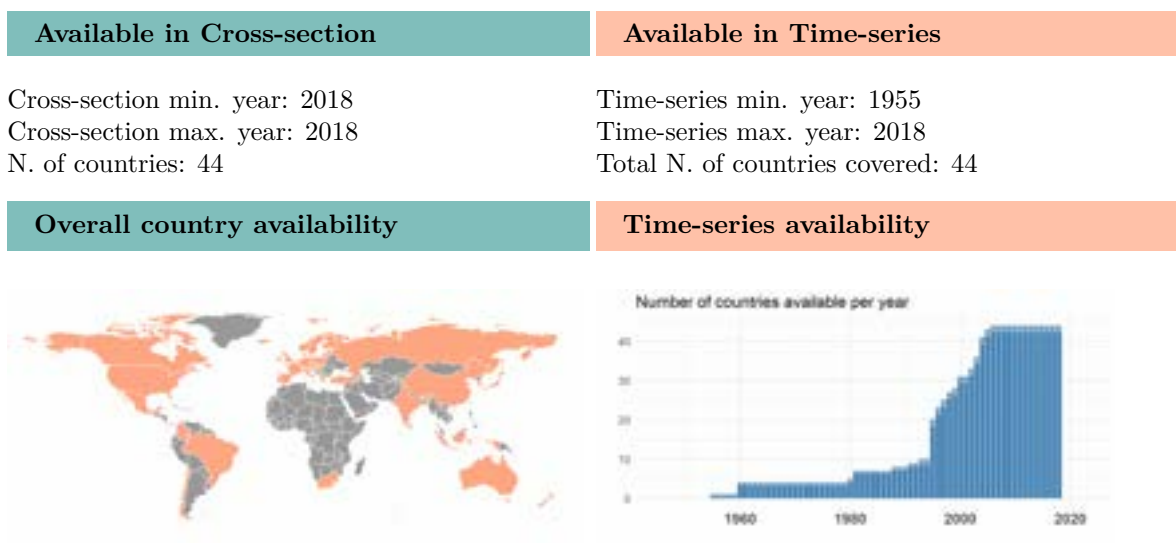 Available in Cross-section
Available in Time-series
Cross-section min. year: 2018
Cross-section max. year: 2018
N. of countries: 44
Time-series min. year: 1955
Time-series max. year: 2018
Total N. of countries covered: 44
Overall country availability
Time-series availability
Number of countries available per year
40
30
20
10
0
1960 1980 2000 2020